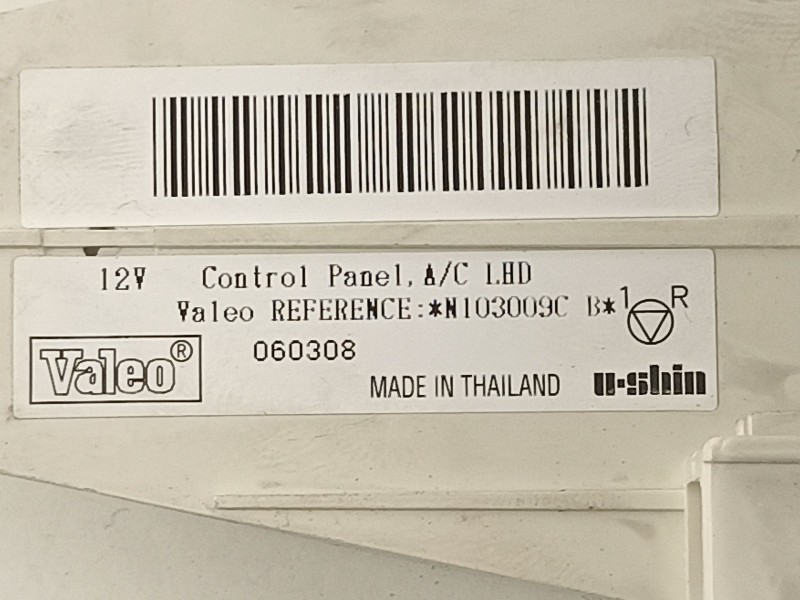 12V Control Panel, A/C LHD
Valeo REFERENCE:*N103009C B*
1 R
Valeo®
060308
MADE IN THAILAND
u-shin